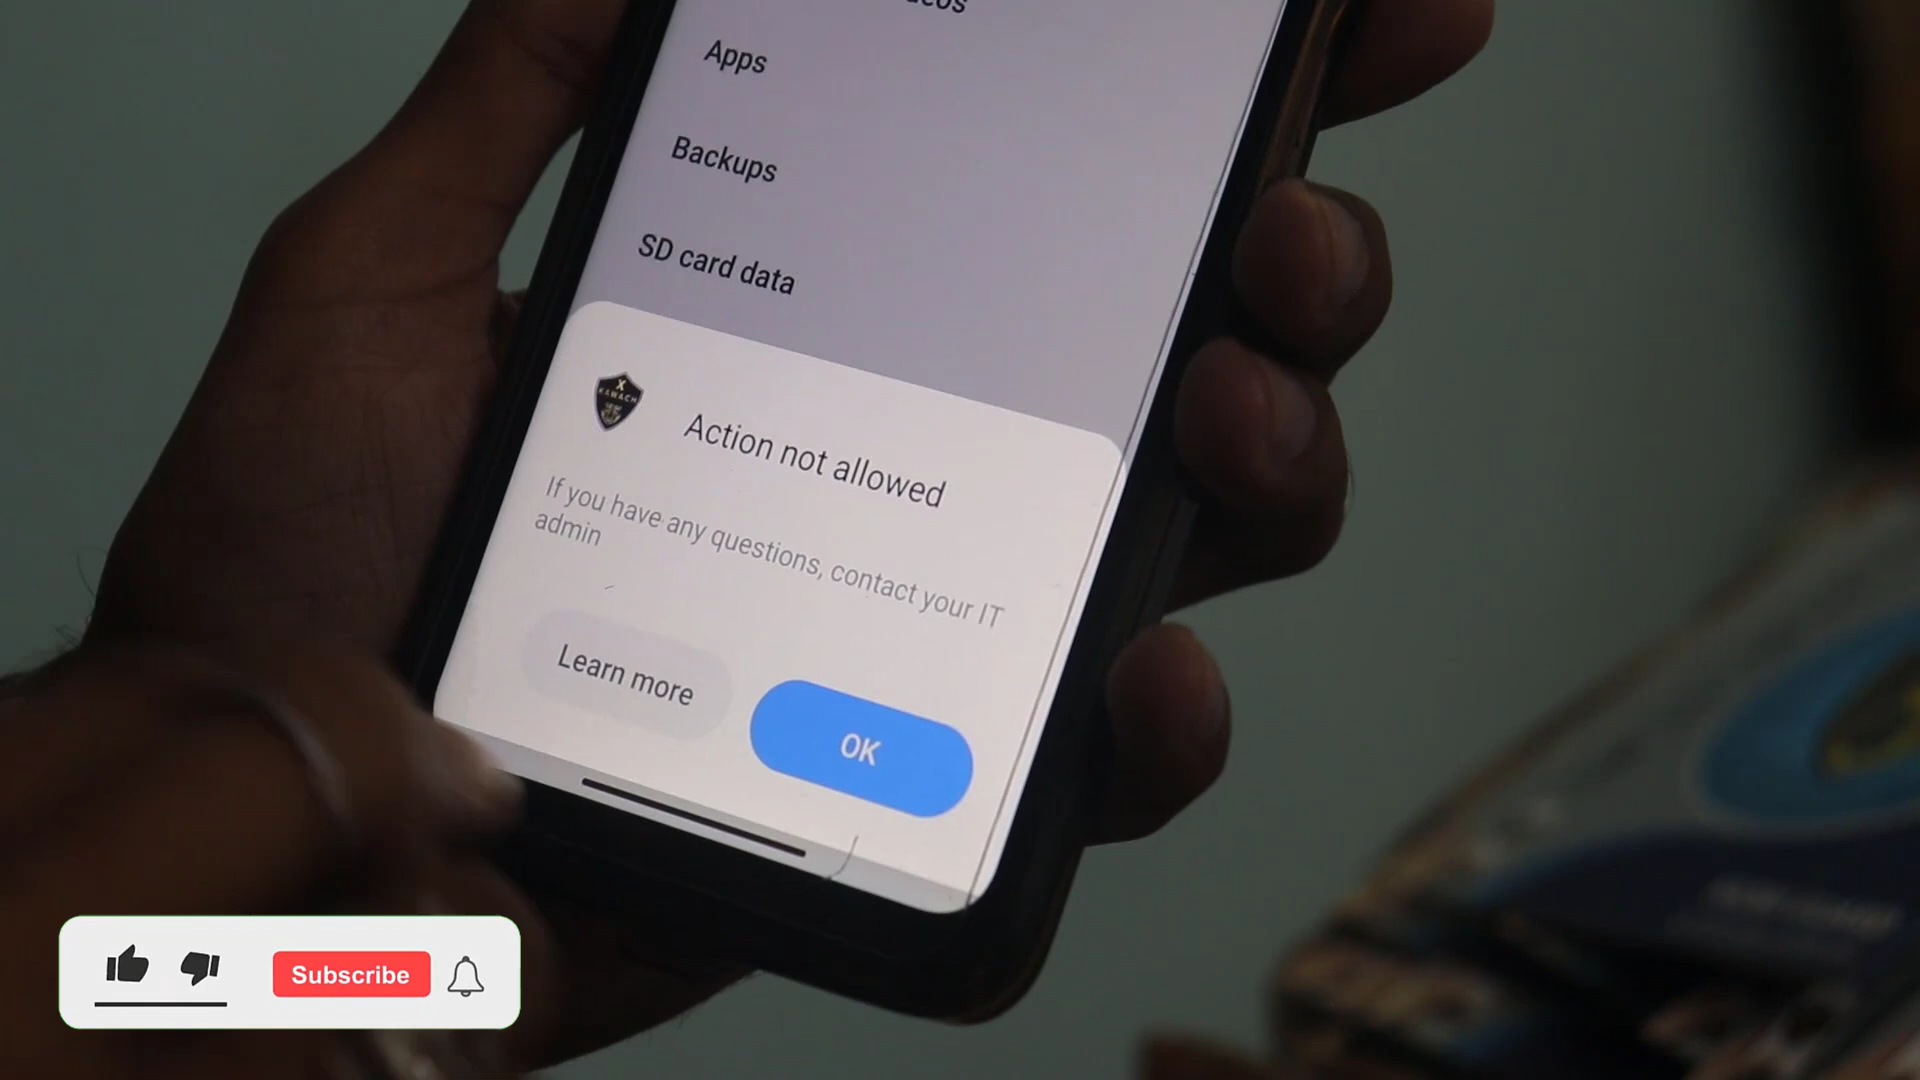 Apps
Backups
SD card data
X
KAWACH
Action not allowed
If you have any questions, contact your IT
admin
Learn more
OK
Subscribe